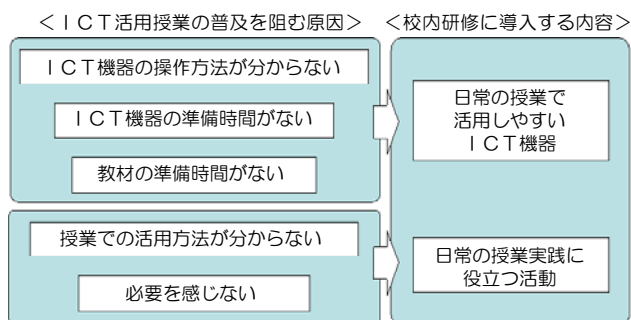 ＜ＩＣＴ活用授業の普及を阻む原因＞
ＩＣＴ機器の操作方法が分からない
ＩＣＴ機器の準備時間がない
教材の準備時間がない
授業での活用方法が分からない
必要を感じない
＜校内研修に導入する内容＞
日常の授業で
活用しやすい
ＩＣＴ機器
日常の授業実践に
役立つ活動